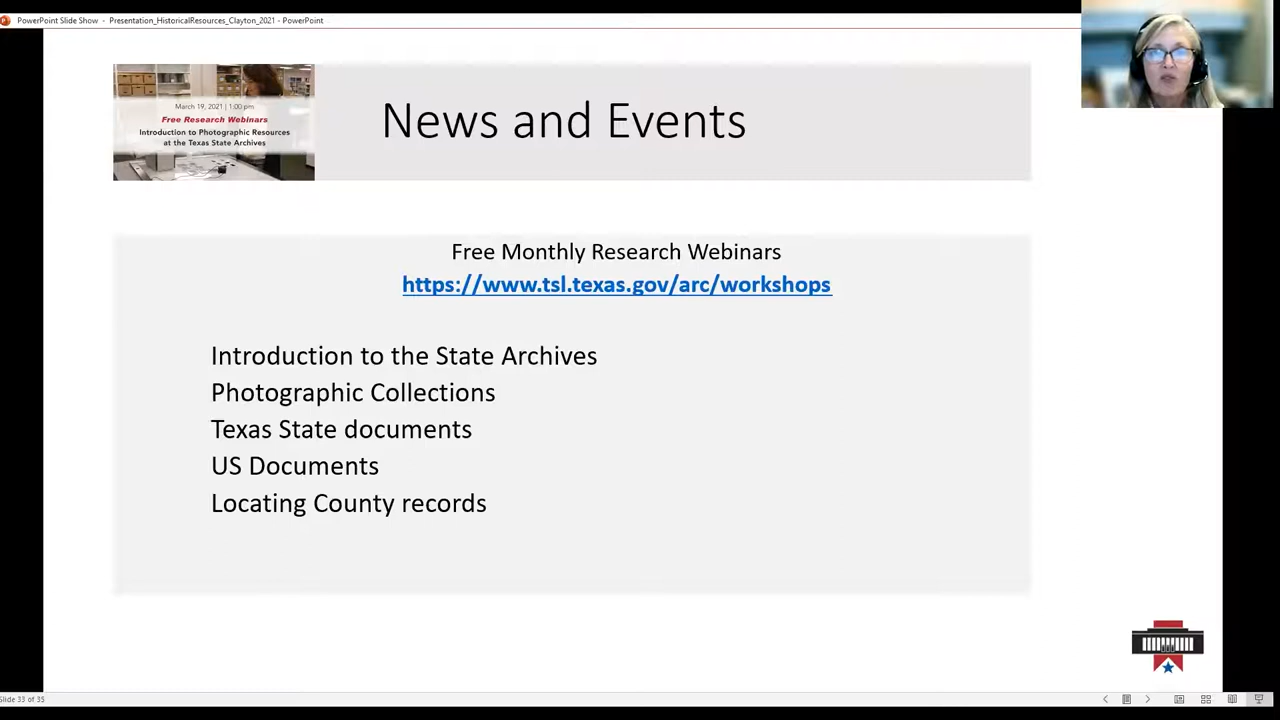 PowerPoint Slide Show - Presentation_HistoricalResources_Clayton_2021 - PowerPoint
March 19, 2021 | 1:00 pm
Free Research Webinars
Introduction to Photographic Resources
at the Texas State Archives
News and Events
Free Monthly Research Webinars
https://www.tsl.texas.gov/arc/workshops
Introduction to the State Archives
Photographic Collections
Texas State documents
US Documents
Locating County records
Slide 33 of 35